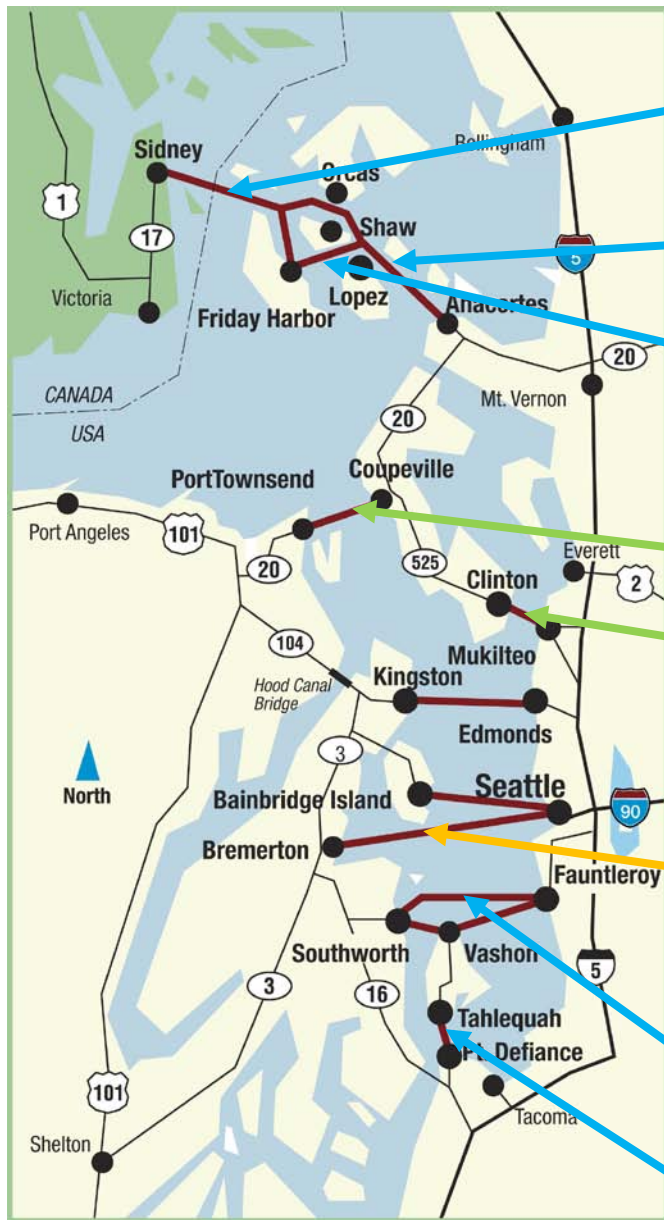 Bellingham
Sidney
Orcas
1
Shaw
17
5
Victoria
Lopez
Friday Harbor
Anacortes
20
CANADA
USA
Mt. Vernon
20
Coupeville
PortTownsend
Port Angeles
101
20
525
Everett
2
Clinton
104
Mukilteo
Hood Canal
Bridge
Kingston
Edmonds
3
North
Seattle
Bainbridge Island
90
Bremerton
Fauntleroy
Southworth
Vashon
5
3
16
Tahlequah
Pt. Defiance
101
Tacoma
Shelton